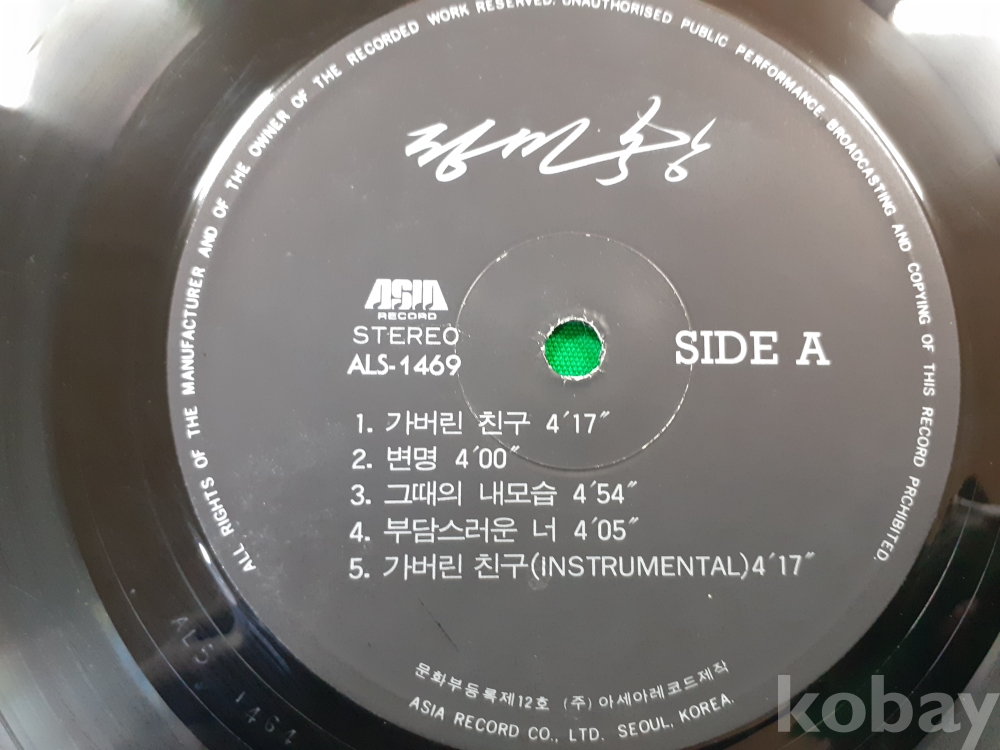 ALL RIGHTS OF THE MANUFACTURER AND OF THE OWNER OF THE RECORDED WORK RESERVED. UNAUTHORISED PUBLIC PERFORMANCE. BROADCASTING AND COPYING OF THIS RECORD PRCHIBITED.
ASIA
RECORD
STEREO
ALS-1469
SIDE A
1. 가버린 친구 4′17″
2. 변명 4′00″
3. 그때의 내모습 4′54″
4. 부담스러운 너 4′05″
5. 가버린 친구(INSTRUMENTAL)4′17″
문화부등록제12호 (주)아세아레코드제작
ASIA RECORD CO., LTD. SEOUL, KOREA.
ALS
kobay